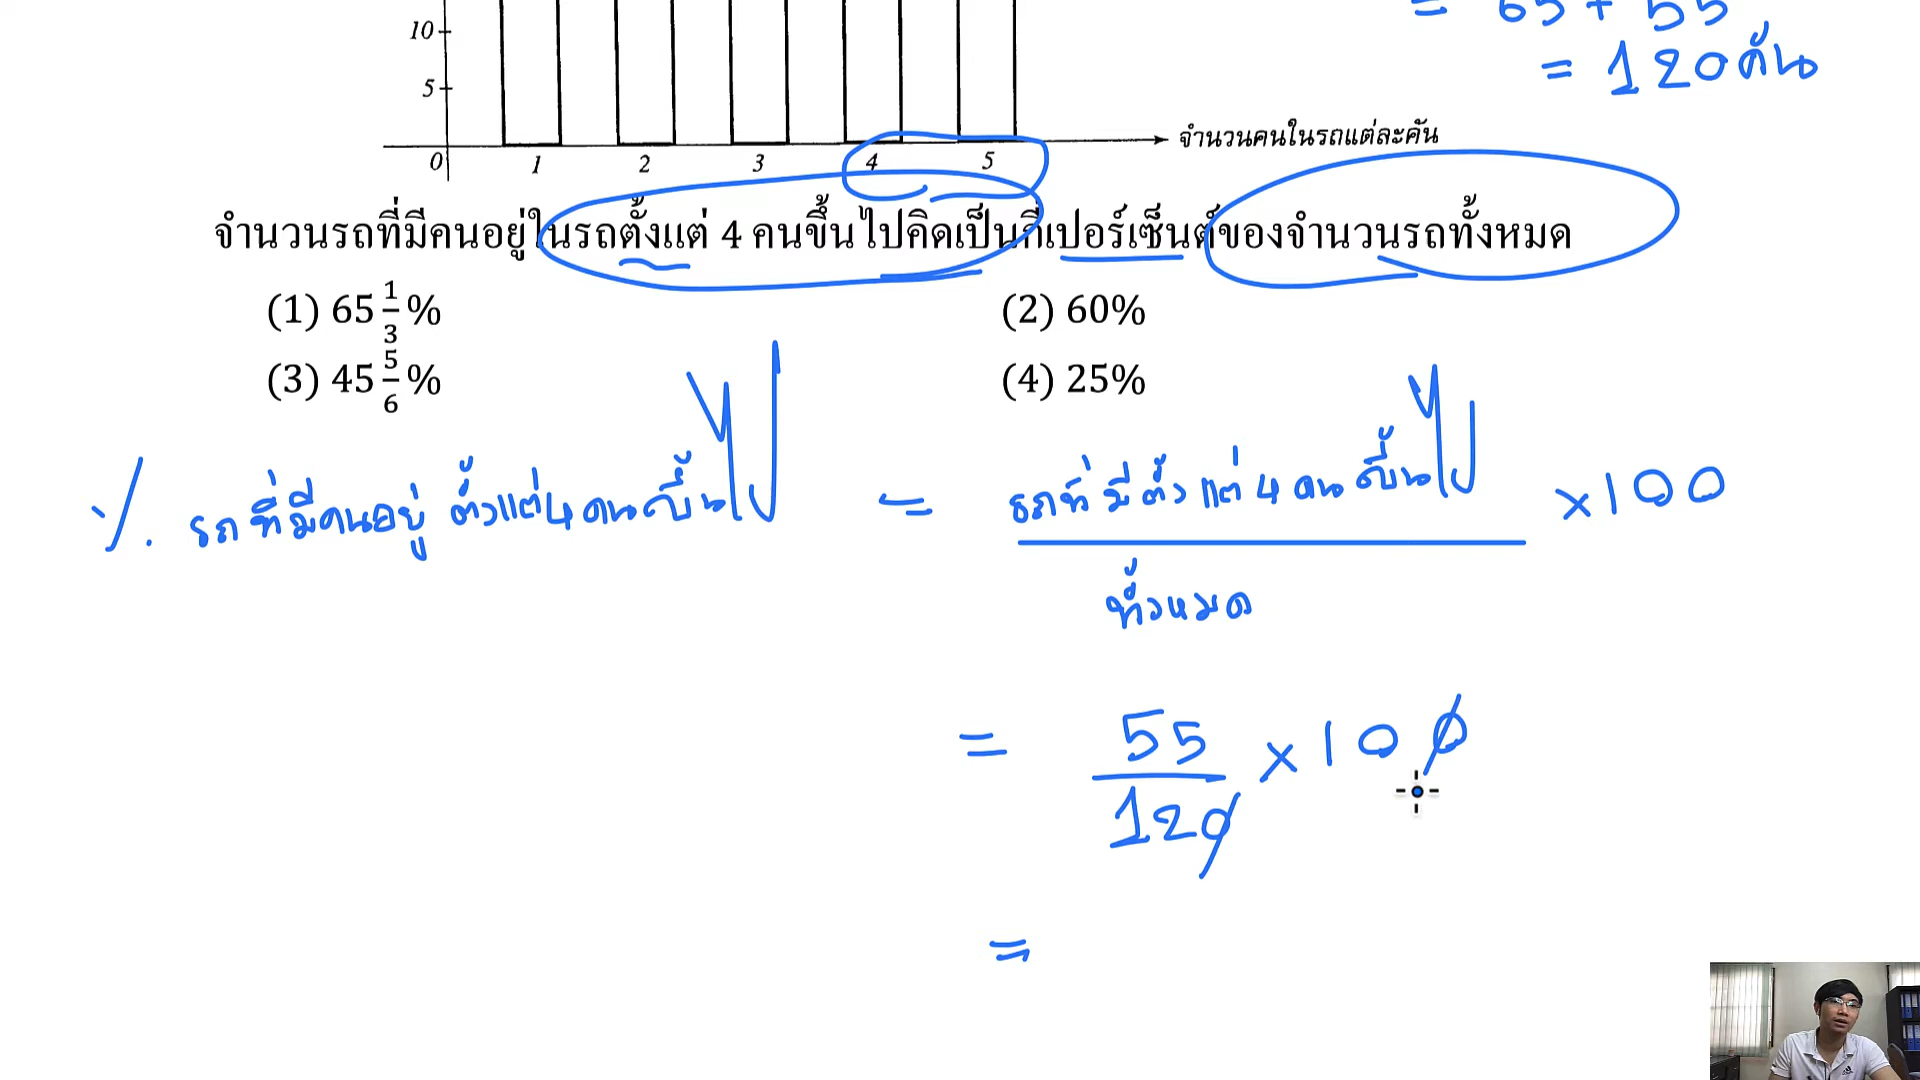 = 65 + 55
= 120 คัน
10
5
0 1 2 3 4 5 จำนวนคนในรถแต่ละคัน
จำนวนรถที่มีคนอยู่ในรถตั้งแต่ 4 คนขึ้นไปคิดเป็นกี่เปอร์เซ็นต์ของจำนวนรถทั้งหมด
(1) 65 1/3 % (2) 60%
(3) 45 5/6 % (4) 25%
% รถที่มีคนอยู่ ตั้งแต่ 4 คนขึ้นไป = รถที่มีตั้งแต่ 4 คนขึ้นไป × 100
ทั้งหมด
= 55/120 × 100
=